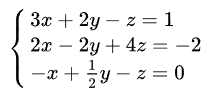 3x + 2y − z = 1
2x − 2y + 4z = −2
−x + ½y − z = 0